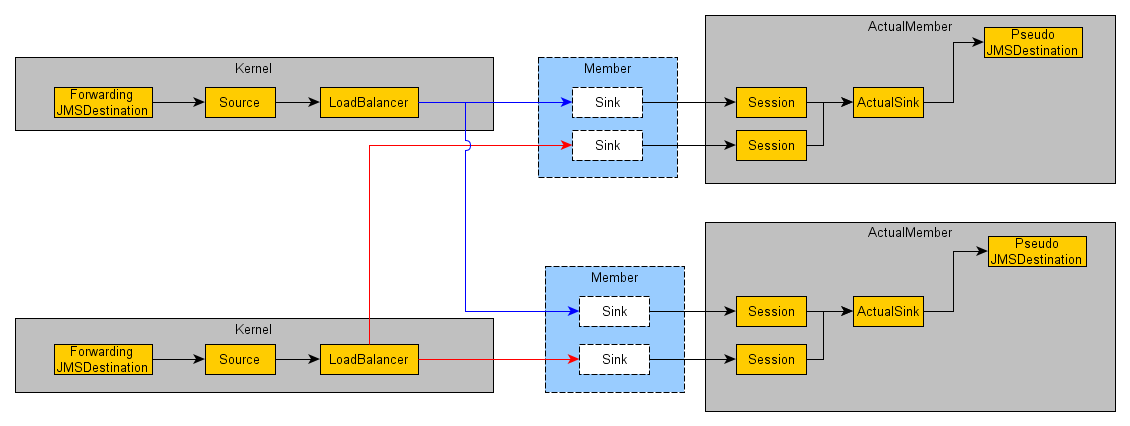 Kernel
Forwarding
JMSDestination
Source
LoadBalancer
Member
Sink
Sink
ActualMember
Pseudo
JMSDestination
Session
ActualSink
Session
Kernel
Forwarding
JMSDestination
Source
LoadBalancer
Member
Sink
Sink
ActualMember
Pseudo
JMSDestination
Session
ActualSink
Session